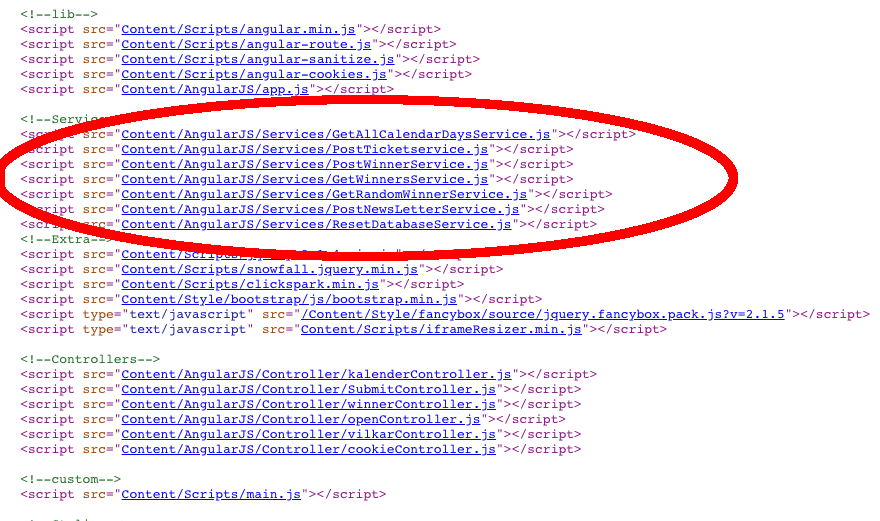 <!--lib-->
<script src="Content/Scripts/angular.min.js"></script>
<script src="Content/Scripts/angular-route.js"></script>
<script src="Content/Scripts/angular-sanitize.js"></script>
<script src="Content/Scripts/angular-cookies.js"></script>
<script src="Content/AngularJS/app.js"></script>
<!--Servic
<script src="Content/AngularJS/Services/GetAllCalendarDaysService.js"></script>
<script src="Content/AngularJS/Services/PostTicketservice.js"></script>
<script src="Content/AngularJS/Services/PostWinnerService.js"></script>
<script src="Content/AngularJS/Services/GetWinnersService.js"></script>
<script src="Content/AngularJS/Services/GetRandomWinnerService.js"></script>
<script src="Content/AngularJS/Services/PostNewsLetterService.js"></script>
<script src="Content/AngularJS/Services/ResetDatabaseService.js"></script>
<!--Extra-->
<script src="Content/Scripts/
<script src="Content/Scripts/snowfall.jquery.min.js"></script>
<script src="Content/Scripts/clickspark.min.js"></script>
<script src="Content/Style/bootstrap/js/bootstrap.min.js"></script>
<script type="text/javascript" src="/Content/Style/fancybox/source/jquery.fancybox.pack.js?v=2.1.5"></script>
<script type="text/javascript" src="Content/Scripts/iframeResizer.min.js"></script>
<!--Controllers-->
<script src="Content/AngularJS/Controller/kalenderController.js"></script>
<script src="Content/AngularJS/Controller/SubmitController.js"></script>
<script src="Content/AngularJS/Controller/winnerController.js"></script>
<script src="Content/AngularJS/Controller/openController.js"></script>
<script src="Content/AngularJS/Controller/vilkarController.js"></script>
<script src="Content/AngularJS/Controller/cookieController.js"></script>
<!--custom-->
<script src="Content/Scripts/main.js"></script>